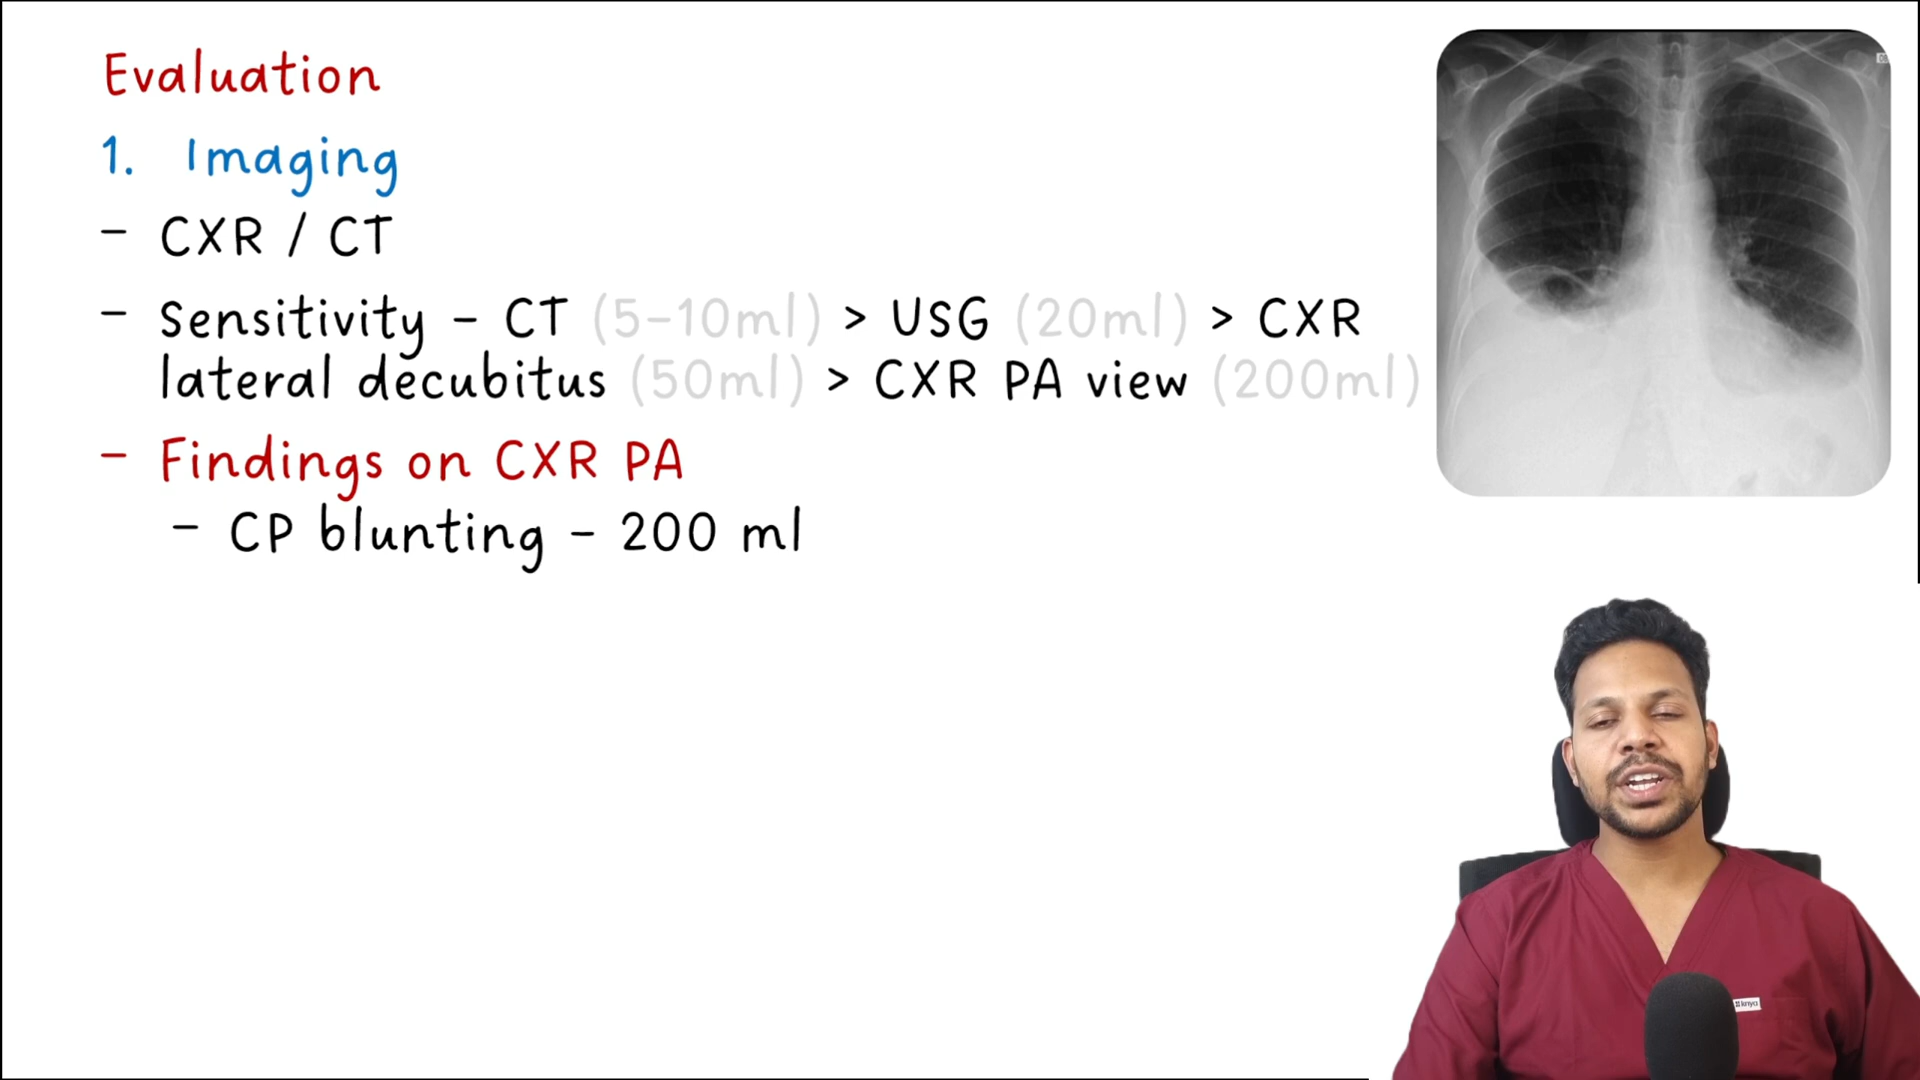 Evaluation
1. Imaging
- CXR / CT
- Sensitivity - CT (5-10ml) > USG (20ml) > CXR
lateral decubitus (50ml) > CXR PA view (200ml)
- Findings on CXR PA
- CP blunting - 200 ml
knya